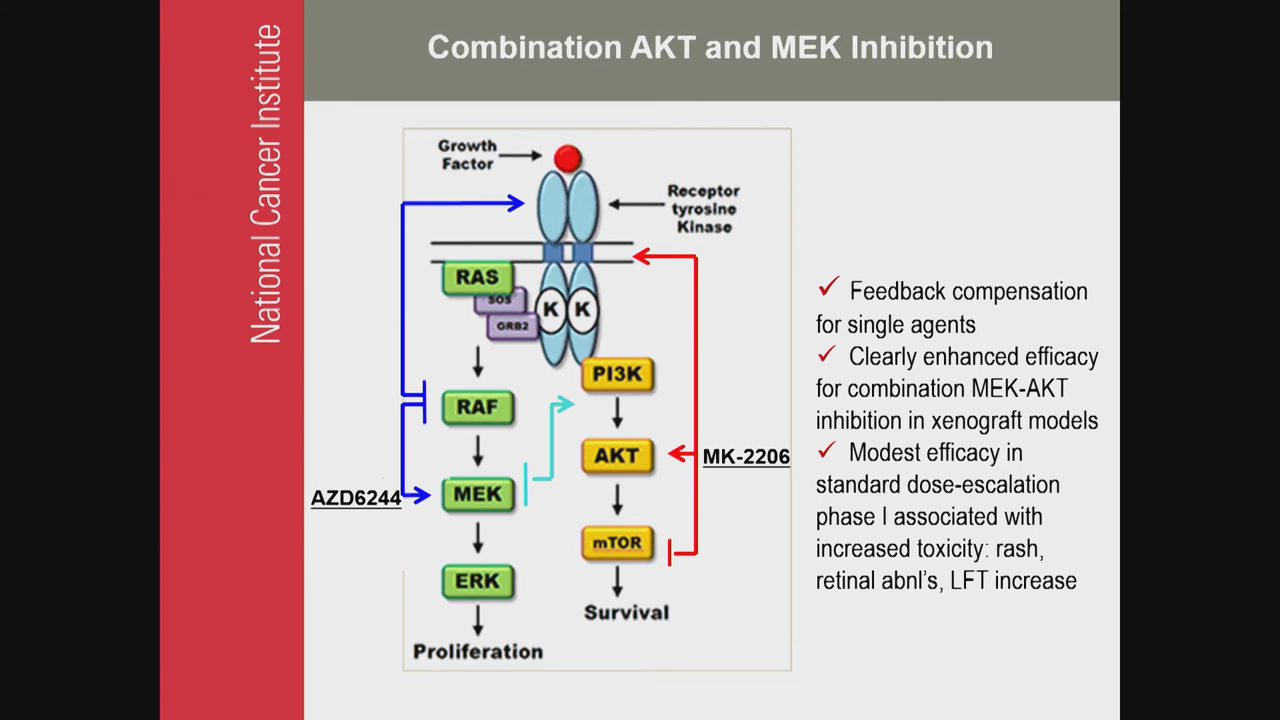 National Cancer Institute
Combination AKT and MEK Inhibition
Growth
Factor
Receptor
tyrosine
Kinase
RAS
SOS
GRB2
K
K
PI3K
RAF
AKT
MK-2206
MEK
AZD6244
mTOR
ERK
Survival
Proliferation
✓ Feedback compensation
for single agents
✓ Clearly enhanced efficacy
for combination MEK-AKT
inhibition in xenograft models
✓ Modest efficacy in
standard dose-escalation
phase I associated with
increased toxicity: rash,
retinal abnl's, LFT increase